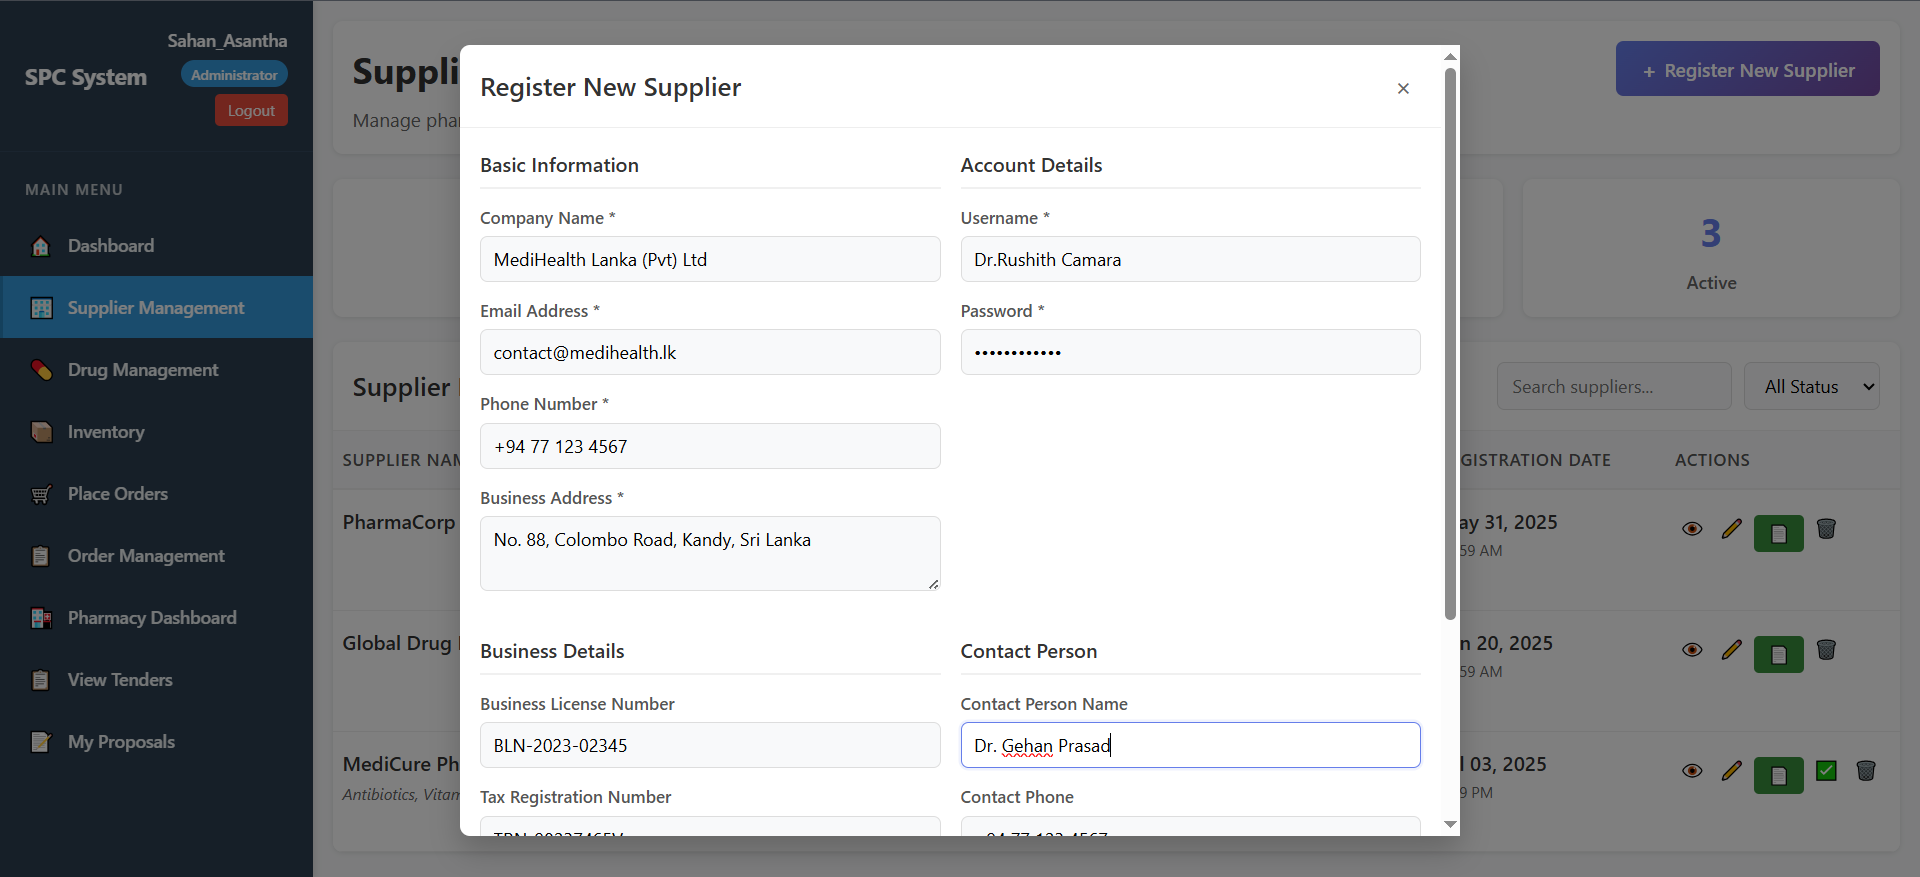 Sahan_Asantha
SPC System
Administrator
Logout
MAIN MENU
Dashboard
Supplier Management
Drug Management
Inventory
Place Orders
Order Management
Pharmacy Dashboard
View Tenders
My Proposals
Suppli
Manage phar
+ Register New Supplier
3
Active
Supplier
Search suppliers...
All Status
SUPPLIER NAM
GISTRATION DATE
ACTIONS
PharmaCorp
ay 31, 2025
59 AM
Global Drug
n 20, 2025
59 AM
MediCure Ph
Antibiotics, Vitam
l 03, 2025
9 PM
Register New Supplier
×
Basic Information
Company Name *
MediHealth Lanka (Pvt) Ltd
Email Address *
contact@medihealth.lk
Phone Number *
+94 77 123 4567
Business Address *
No. 88, Colombo Road, Kandy, Sri Lanka
Account Details
Username *
Dr.Rushith Camara
Password *
••••••••••••
Business Details
Business License Number
BLN-2023-02345
Tax Registration Number
Contact Person
Contact Person Name
Dr. Gehan Prasad
Contact Phone
94 77 123 4567